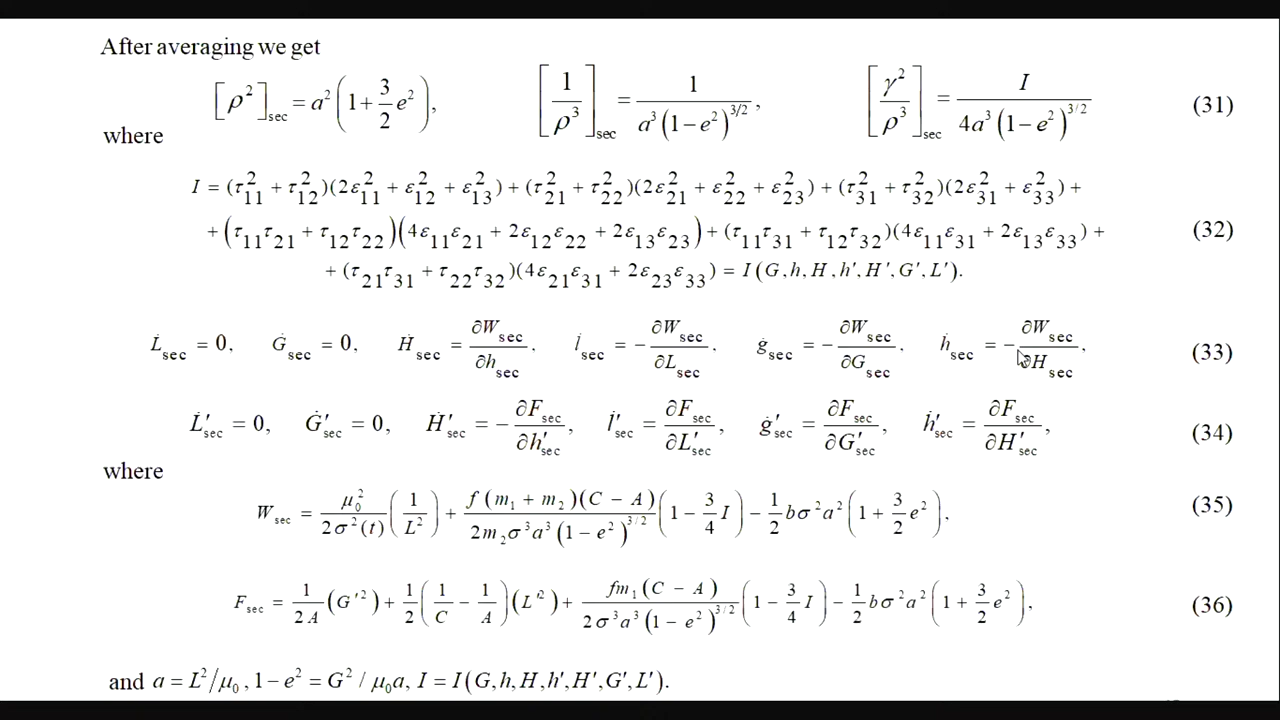 After averaging we get
[ρ²]_sec = a²(1 + 3/2 e²), [1/ρ³]_sec = 1/(a³(1−e²)^{3/2}), [γ²/ρ³]_sec = I/(4a³(1−e²)^{3/2}) (31)
where
I = (τ₁₁² + τ₁₂²)(2ε₁₁² + ε₁₂² + ε₁₃²) + (τ₂₁² + τ₂₂²)(2ε₂₁² + ε₂₂² + ε₂₃²) + (τ₃₁² + τ₃₂²)(2ε₃₁² + ε₃₃²) +
+ (τ₁₁τ₂₁ + τ₁₂τ₂₂)(4ε₁₁ε₂₁ + 2ε₁₂ε₂₂ + 2ε₁₃ε₂₃) + (τ₁₁τ₃₁ + τ₁₂τ₃₂)(4ε₁₁ε₃₁ + 2ε₁₃ε₃₃) + (32)
+ (τ₂₁τ₃₁ + τ₂₂τ₃₂)(4ε₂₁ε₃₁ + 2ε₂₃ε₃₃) = I(G, h, H, h', H', G', L').
L̇_sec = 0, Ġ_sec = 0, Ḣ_sec = ∂W_sec/∂h_sec, l̇_sec = −∂W_sec/∂L_sec, ġ_sec = −∂W_sec/∂G_sec, ḣ_sec = −∂W_sec/∂H_sec, (33)
L̇'_sec = 0, Ġ'_sec = 0, Ḣ'_sec = −∂F_sec/∂h'_sec, l̇'_sec = ∂F_sec/∂L'_sec, ġ'_sec = ∂F_sec/∂G'_sec, ḣ'_sec = ∂F_sec/∂H'_sec, (34)
where
W_sec = μ₀²/(2σ²(t)) (1/L²) + f(m₁ + m₂)(C − A)/(2m₂σ³a³(1 − e²)^{3/2}) (1 − 3/4 I) − 1/2 bσ²a²(1 + 3/2 e²), (35)
F_sec = 1/(2A) (G'²) + 1/2 (1/C − 1/A)(L'²) + fm₁(C − A)/(2σ³a³(1 − e²)^{3/2}) (1 − 3/4 I) − 1/2 bσ²a²(1 + 3/2 e²), (36)
and a = L²/μ₀, 1−e² = G²/μ₀a, I = I(G, h, H, h', H', G', L').